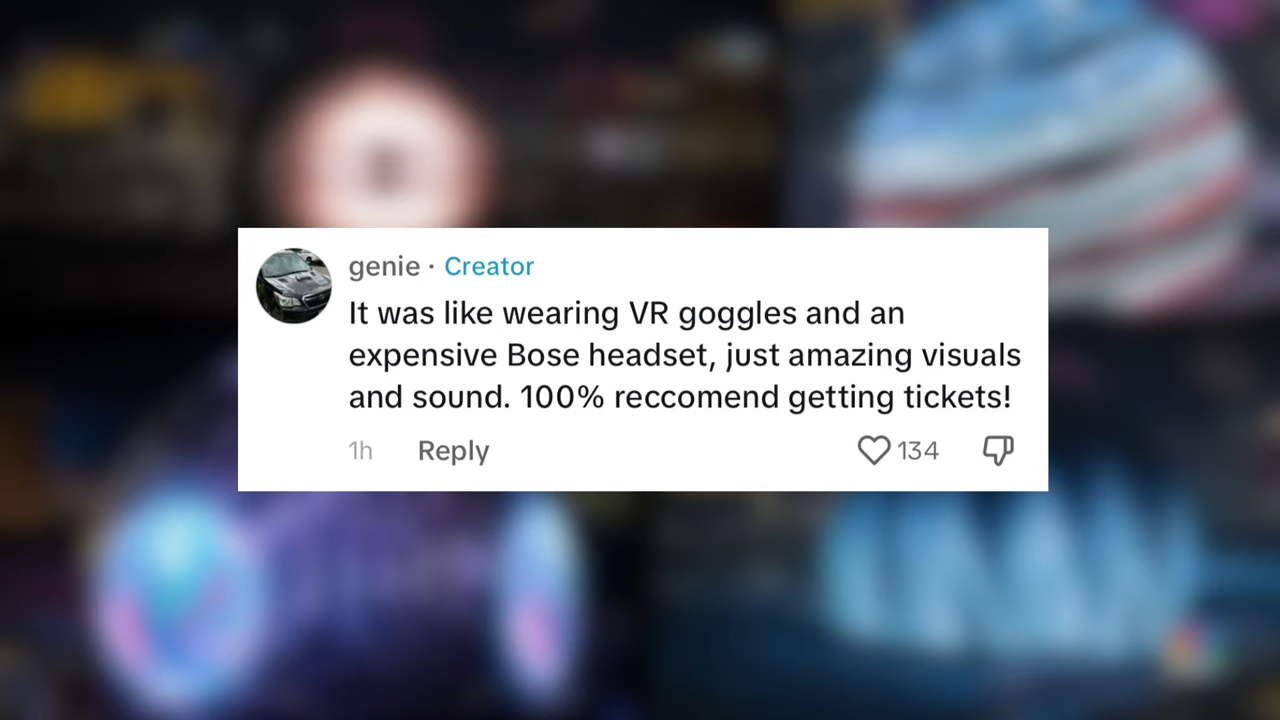 genie · Creator
It was like wearing VR goggles and an
expensive Bose headset, just amazing visuals
and sound. 100% reccomend getting tickets!
1h Reply 134